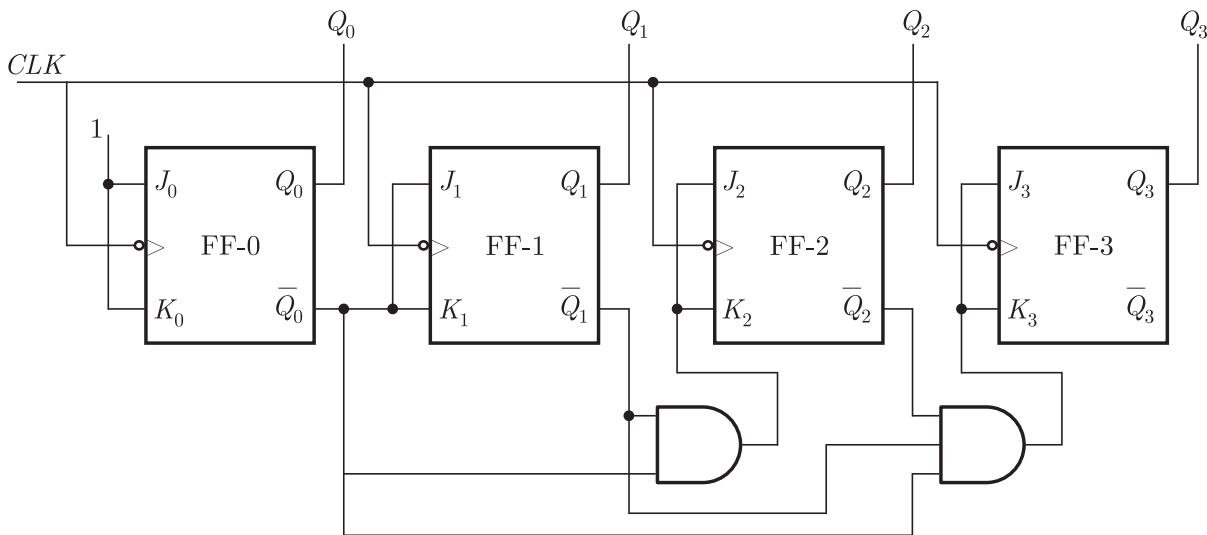 Q₀ Q₁ Q₂ Q₃
CLK
1
J₀ Q₀ J₁ Q₁ J₂ Q₂ J₃ Q₃
FF-0 FF-1 FF-2 FF-3
K₀ Q̅₀ K₁ Q̅₁ K₂ Q̅₂ K₃ Q̅₃